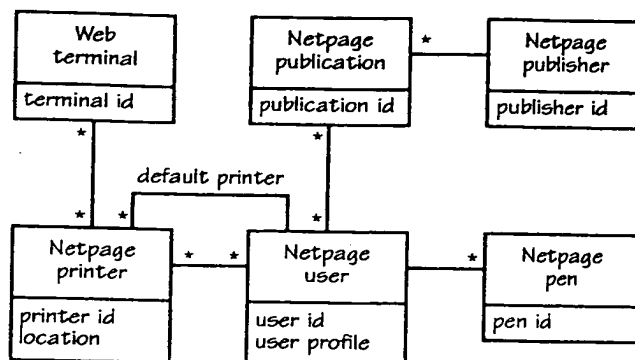 Web
terminal
terminal id
Netpage
publication
publication id
*
Netpage
publisher
publisher id
*
default printer
*
*
*
*
Netpage
printer
printer id
ocation
*
*
Netpage
user
user id
user profile
*
Netpage
pen
pen id